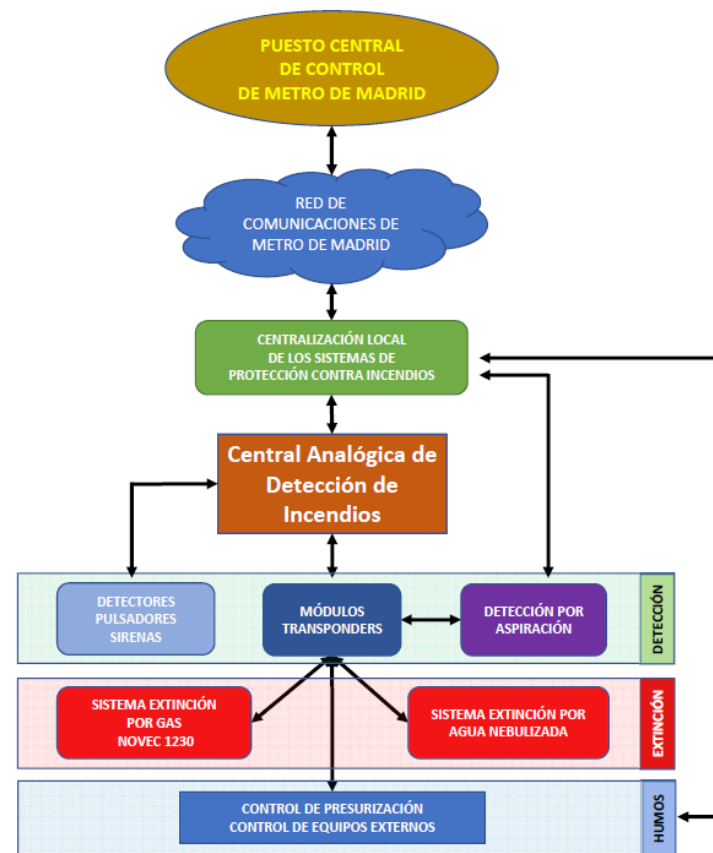 PUESTO CENTRAL
DE CONTROL
DE METRO DE MADRID
RED DE
COMUNICACIONES DE
METRO DE MADRID
CENTRALIZACIÓN LOCAL
DE LOS SISTEMAS DE
PROTECCIÓN CONTRA INCENDIOS
Central Analógica de
Detección de
Incendios
DETECTORES
PULSADORES
SIRENAS
MÓDULOS
TRANSPONDERS
DETECCIÓN POR
ASPIRACIÓN
DETECCIÓN
SISTEMA EXTINCIÓN
POR GAS
NOVEC 1230
SISTEMA EXTINCIÓN POR
AGUA NEBULIZADA
EXTINCIÓN
CONTROL DE PRESURIZACIÓN
CONTROL DE EQUIPOS EXTERNOS
HUMOS